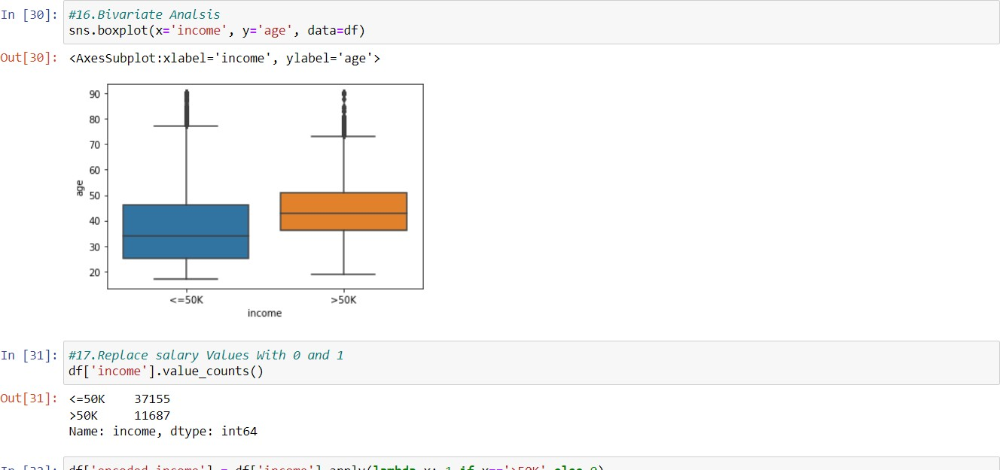 In [30]: #16.Bivariate Analsis
sns.boxplot(x='income', y='age', data=df)
Out[30]: <AxesSubplot:xlabel='income', ylabel='age'>
90
80
70
60
50
40
30
20
age
<=50K >50K
income
In [31]: #17.Replace salary Values With 0 and 1
df['income'].value_counts()
Out[31]: <=50K 37155
>50K 11687
Name: income, dtype: int64
In [32]: df['encoded_income'] = df['income'].apply(lambda x: 1 if x=='>50K' else 0)